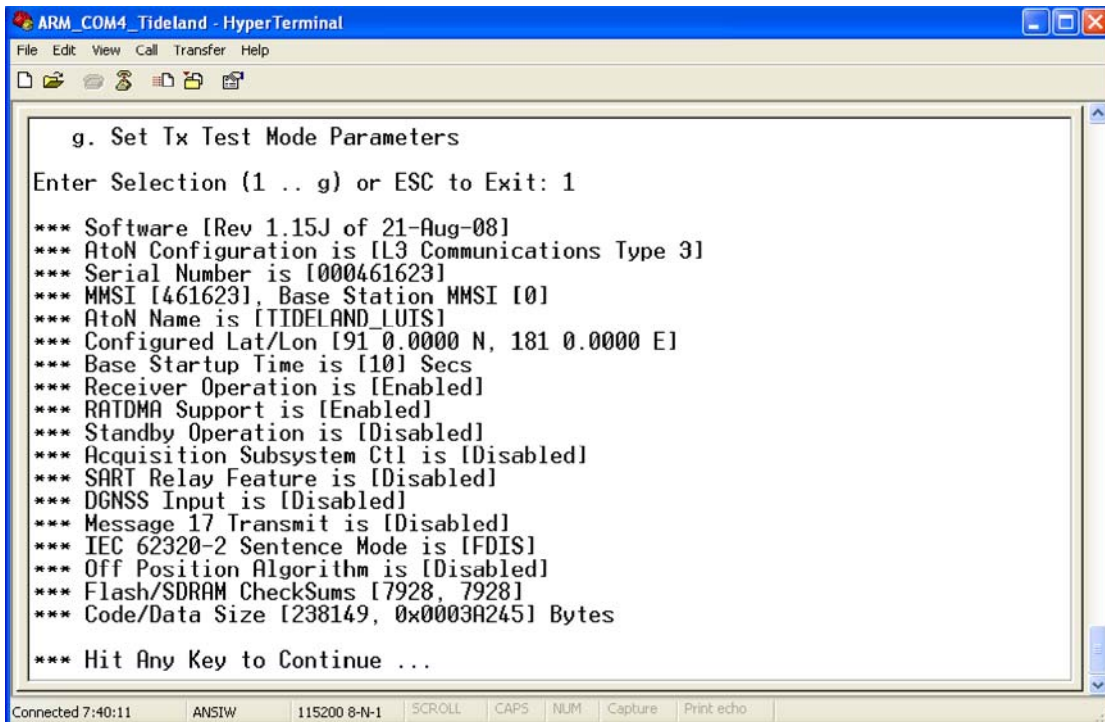 ARM_COM4_Tideland - HyperTerminal
File Edit View Call Transfer Help
g. Set Tx Test Mode Parameters
Enter Selection (1 .. g) or ESC to Exit: 1
*** Software [Rev 1.15J of 21-Aug-08]
*** AtoN Configuration is [L3 Communications Type 3]
*** Serial Number is [000461623]
*** MMSI [461623], Base Station MMSI [0]
*** AtoN Name is [TIDELAND_LUIS]
*** Configured Lat/Lon [91 0.0000 N, 181 0.0000 E]
*** Base Startup Time is [10] Secs
*** Receiver Operation is [Enabled]
*** RATDMA Support is [Enabled]
*** Standby Operation is [Disabled]
*** Acquisition Subsystem Ctl is [Disabled]
*** SART Relay Feature is [Disabled]
*** DGNSS Input is [Disabled]
*** Message 17 Transmit is [Disabled]
*** IEC 62320-2 Sentence Mode is [FDIS]
*** Off Position Algorithm is [Disabled]
*** Flash/SDRAM CheckSums [7928, 7928]
*** Code/Data Size [238149, 0x0003A245] Bytes
*** Hit Any Key to Continue ...
Connected 7:40:11 ANSIW 115200 8-N-1 SCROLL CAPS NUM Capture Print echo